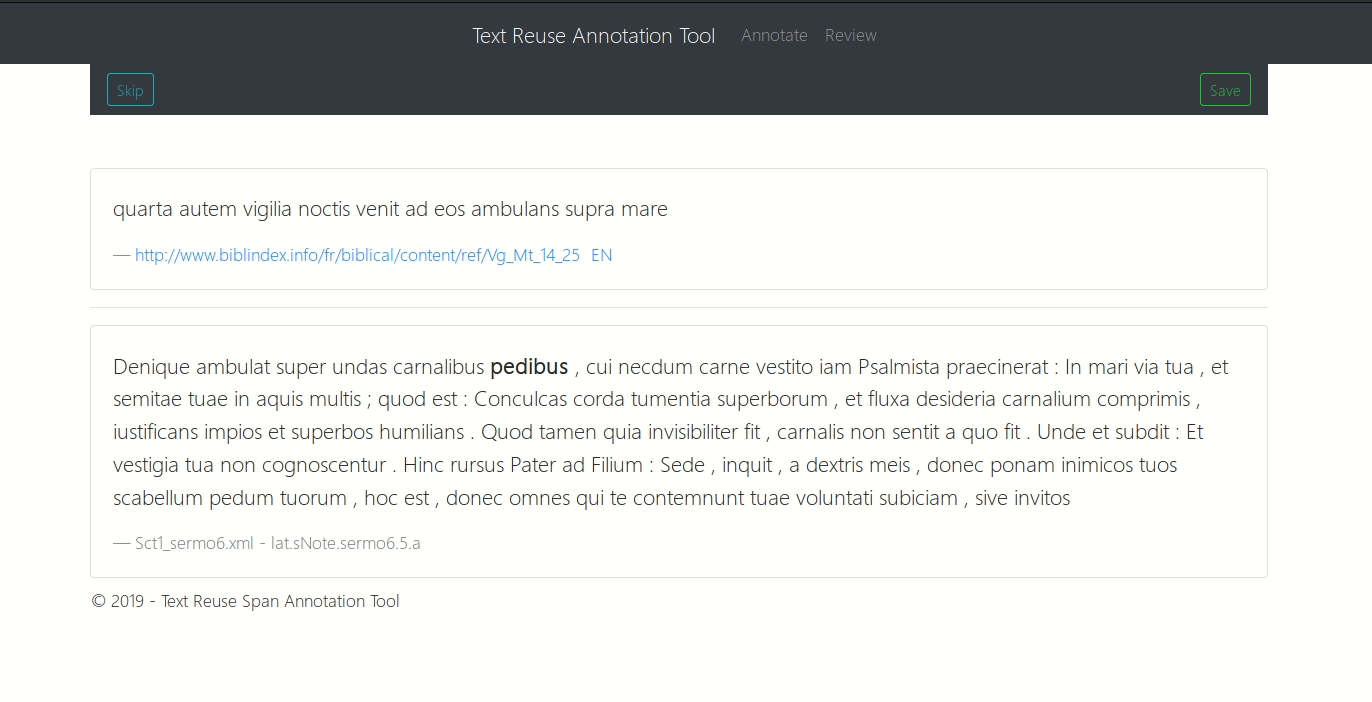 Text Reuse Annotation Tool Annotate Review
Skip Save
quarta autem vigilia noctis venit ad eos ambulans supra mare
— http://www.biblindex.info/fr/biblical/content/ref/Vg_Mt_14_25 EN
Denique ambulat super undas carnalibus pedibus , cui necdum carne vestito iam Psalmista praecinerat : In mari via tua , et
semitae tuae in aquis multis ; quod est : Conculcas corda tumentia superborum , et fluxa desideria carnalium comprimis ,
iustificans impios et superbos humilians . Quod tamen quia invisibiliter fit , carnalis non sentit a quo fit . Unde et subdit : Et
vestigia tua non cognoscentur . Hinc rursus Pater ad Filium : Sede , inquit , a dextris meis , donec ponam inimicos tuos
scabellum pedum tuorum , hoc est , donec omnes qui te contemnunt tuae voluntati subiciam , sive invitos
— Sct1_sermo6.xml - lat.sNote.sermo6.5.a
© 2019 - Text Reuse Span Annotation Tool